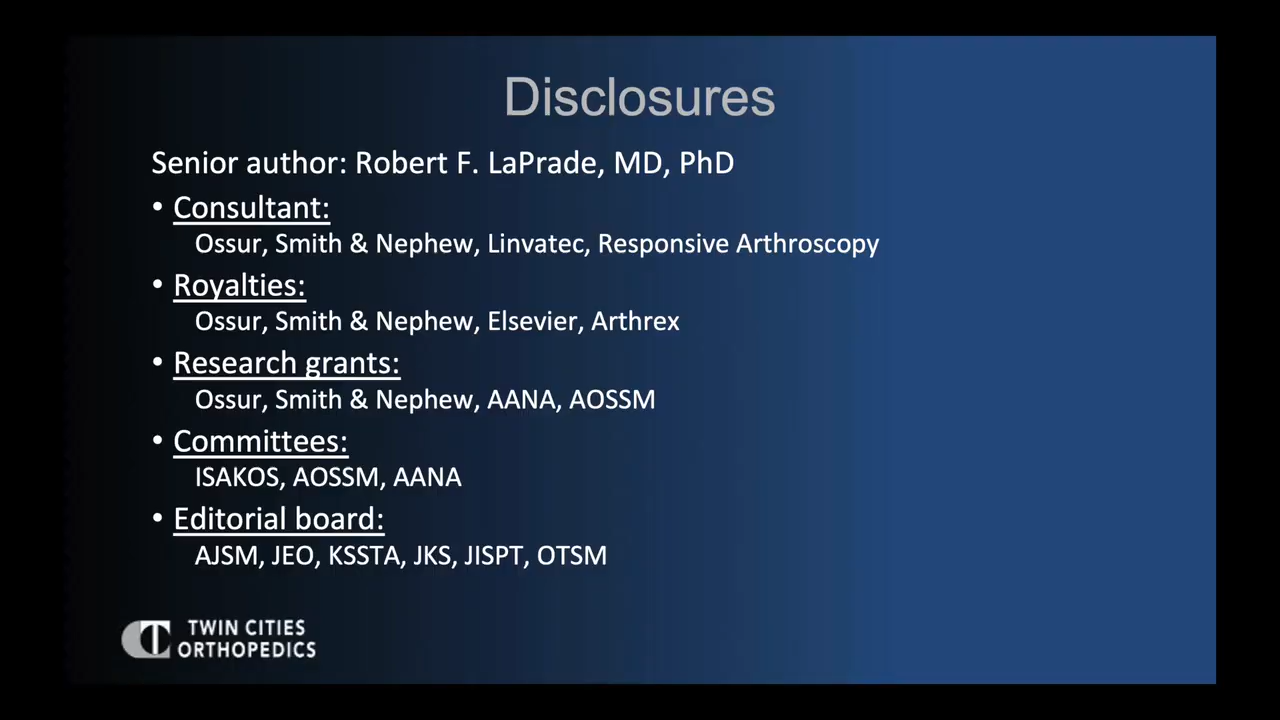 Disclosures
Senior author: Robert F. LaPrade, MD, PhD
• Consultant:
Ossur, Smith & Nephew, Linvatec, Responsive Arthroscopy
• Royalties:
Ossur, Smith & Nephew, Elsevier, Arthrex
• Research grants:
Ossur, Smith & Nephew, AANA, AOSSM
• Committees:
ISAKOS, AOSSM, AANA
• Editorial board:
AJSM, JEO, KSSTA, JKS, JISPT, OTSM
TWIN CITIES
ORTHOPEDICS